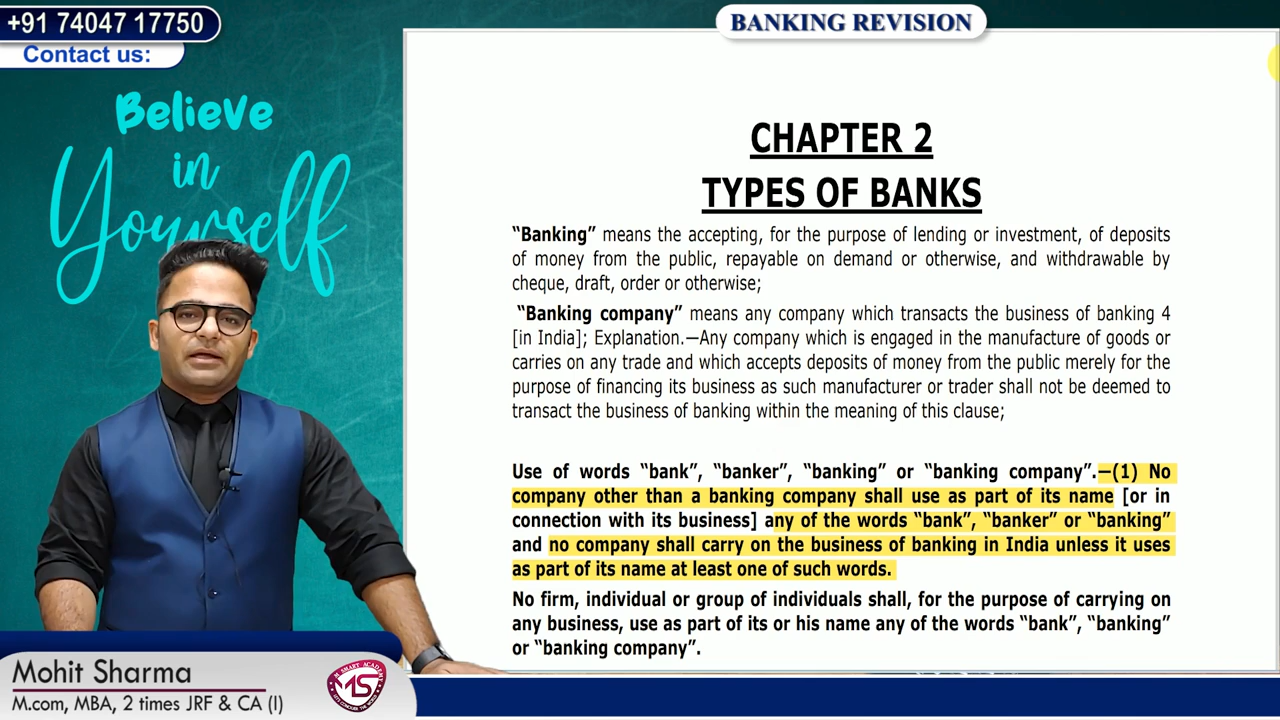 +91 74047 17750
Contact us:
BANKING REVISION
Believe
in
Yourself
CHAPTER 2
TYPES OF BANKS
“Banking” means the accepting, for the purpose of lending or investment, of deposits
of money from the public, repayable on demand or otherwise, and withdrawable by
cheque, draft, order or otherwise;
“Banking company” means any company which transacts the business of banking 4
[in India]; Explanation.—Any company which is engaged in the manufacture of goods or
carries on any trade and which accepts deposits of money from the public merely for the
purpose of financing its business as such manufacturer or trader shall not be deemed to
transact the business of banking within the meaning of this clause;
Use of words “bank”, “banker”, “banking” or “banking company”.—(1) No
company other than a banking company shall use as part of its name [or in
connection with its business] any of the words “bank”, “banker” or “banking”
and no company shall carry on the business of banking in India unless it uses
as part of its name at least one of such words.
No firm, individual or group of individuals shall, for the purpose of carrying on
any business, use as part of its or his name any of the words “bank”, “banking”
or “banking company”.
Mohit Sharma
M.com, MBA, 2 times JRF & CA (I)
MS